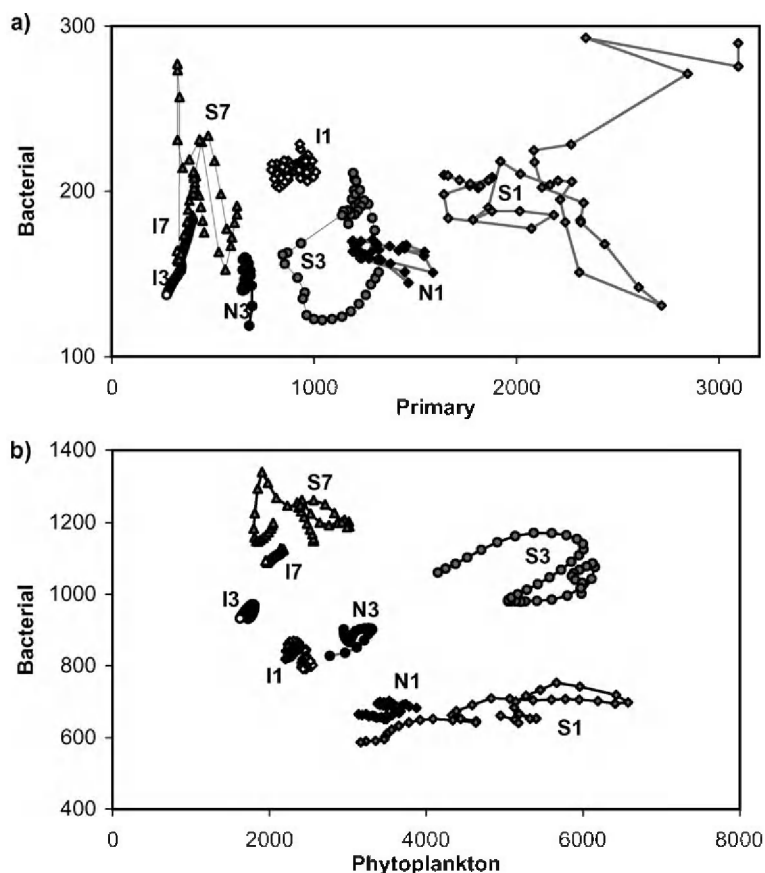 a)
300
200
100
Bacterial
S7
I1
I7
I3
N3
S3
N1
S1
0 1000 2000 3000
Primary
b)
1400
1200
1000
800
600
400
Bacterial
S7
I7
I3
N3
I1
S3
N1
S1
0 2000 4000 6000 8000
Phytoplankton